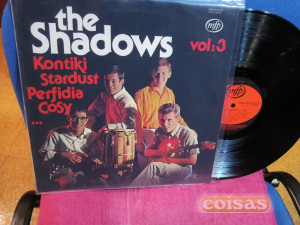 the
Shadows
vol:3
Kontiki
Stardust
Perfidia
Cosy
...
mfp
mfp
coisas